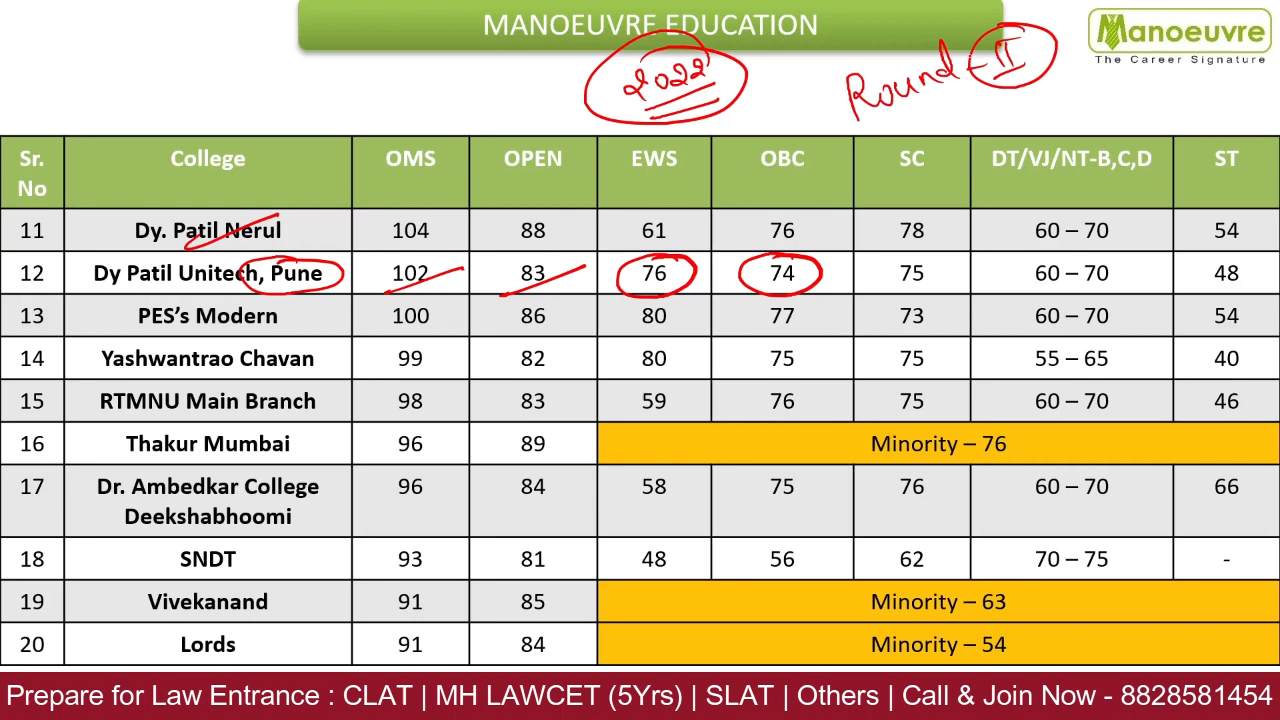 MANOEUVRE EDUCATION
Manoeuvre
The Career Signature
2022
Round - II
Sr. No | College | OMS | OPEN | EWS | OBC | SC | DT/VJ/NT-B,C,D | ST
11 | Dy. Patil Nerul | 104 | 88 | 61 | 76 | 78 | 60 – 70 | 54
12 | Dy Patil Unitech, Pune | 102 | 83 | 76 | 74 | 75 | 60 – 70 | 48
13 | PES's Modern | 100 | 86 | 80 | 77 | 73 | 60 – 70 | 54
14 | Yashwantrao Chavan | 99 | 82 | 80 | 75 | 75 | 55 – 65 | 40
15 | RTMNU Main Branch | 98 | 83 | 59 | 76 | 75 | 60 – 70 | 46
16 | Thakur Mumbai | 96 | 89 | Minority – 76
17 | Dr. Ambedkar College Deekshabhoomi | 96 | 84 | 58 | 75 | 76 | 60 – 70 | 66
18 | SNDT | 93 | 81 | 48 | 56 | 62 | 70 – 75 | -
19 | Vivekanand | 91 | 85 | Minority – 63
20 | Lords | 91 | 84 | Minority – 54
Prepare for Law Entrance : CLAT | MH LAWCET (5Yrs) | SLAT | Others | Call & Join Now - 8828581454